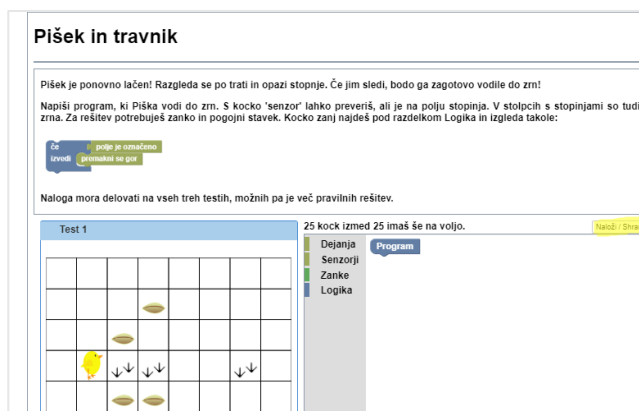 Pišek in travnik
Pišek je ponovno lačen! Razgleda se po trati in opazi stopnje. Če jim sledi, bodo ga zagotovo vodile do zrn!
Napiši program, ki Piška vodi do zrn. S kocko 'senzor' lahko preveriš, ali je na polju stopinja. V stolpcih s stopinjami so tudi
zrna. Za rešitev potrebuješ zanko in pogojni stavek. Kocko zanj najdeš pod razdelkom Logika in izgleda takole:
če polje je označeno
izvedi premakni se gor
Naloga mora delovati na vseh treh testih, možnih pa je več pravilnih rešitev.
Test 1
25 kock izmed 25 imaš še na voljo.
Naloži / Shra
Dejanja
Program
Senzorji
Zanke
Logika